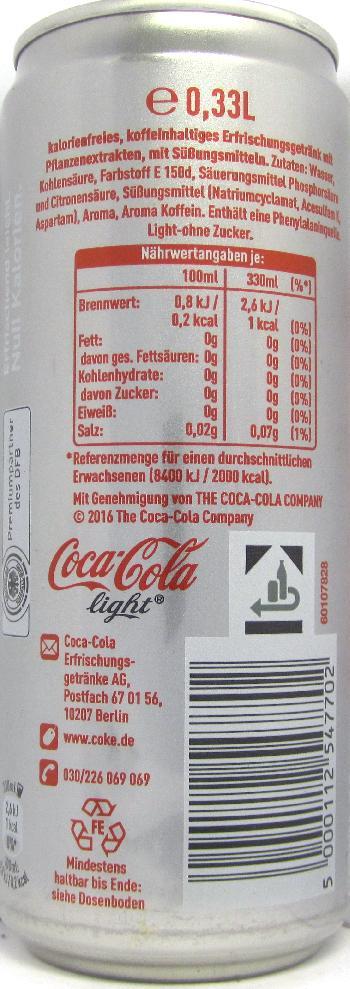 ℮ 0,33L
kalorienfreies, koffeinhaltiges Erfrischungsgetränk mit
Pflanzenextrakten, mit Süßungsmitteln. Zutaten: Wasser,
Kohlensäure, Farbstoff E 150d, Säuerungsmittel Phosphorsäure
und Citronensäure, Süßungsmittel (Natriumcyclamat, Acesulfam K,
Aspartam), Aroma, Aroma Koffein. Enthält eine Phenylalaninquelle.
Light-ohne Zucker.
Nährwertangaben je:
100ml 330ml (%*)
Brennwert: 0,8 kJ / 2,6 kJ /
0,2 kcal 1 kcal (0%)
Fett: 0g 0g (0%)
davon ges. Fettsäuren: 0g 0g (0%)
Kohlenhydrate: 0g 0g (0%)
davon Zucker: 0g 0g (0%)
Eiweiß: 0g 0g (0%)
Salz: 0,02g 0,07g (1%)
*Referenzmenge für einen durchschnittlichen
Erwachsenen (8400 kJ / 2000 kcal).
Mit Genehmigung von THE COCA-COLA COMPANY
© 2016 The Coca-Cola Company
Coca-Cola
light®
Coca-Cola
Erfrischungs-
getränke AG,
Postfach 67 01 56,
10207 Berlin
www.coke.de
030/226 069 069
FE
Mindestens
haltbar bis Ende:
siehe Dosenboden
60107828
5 000112 547702
Premiumpartner
des DFB
Erfrischend leicht.
Null Kalorien.